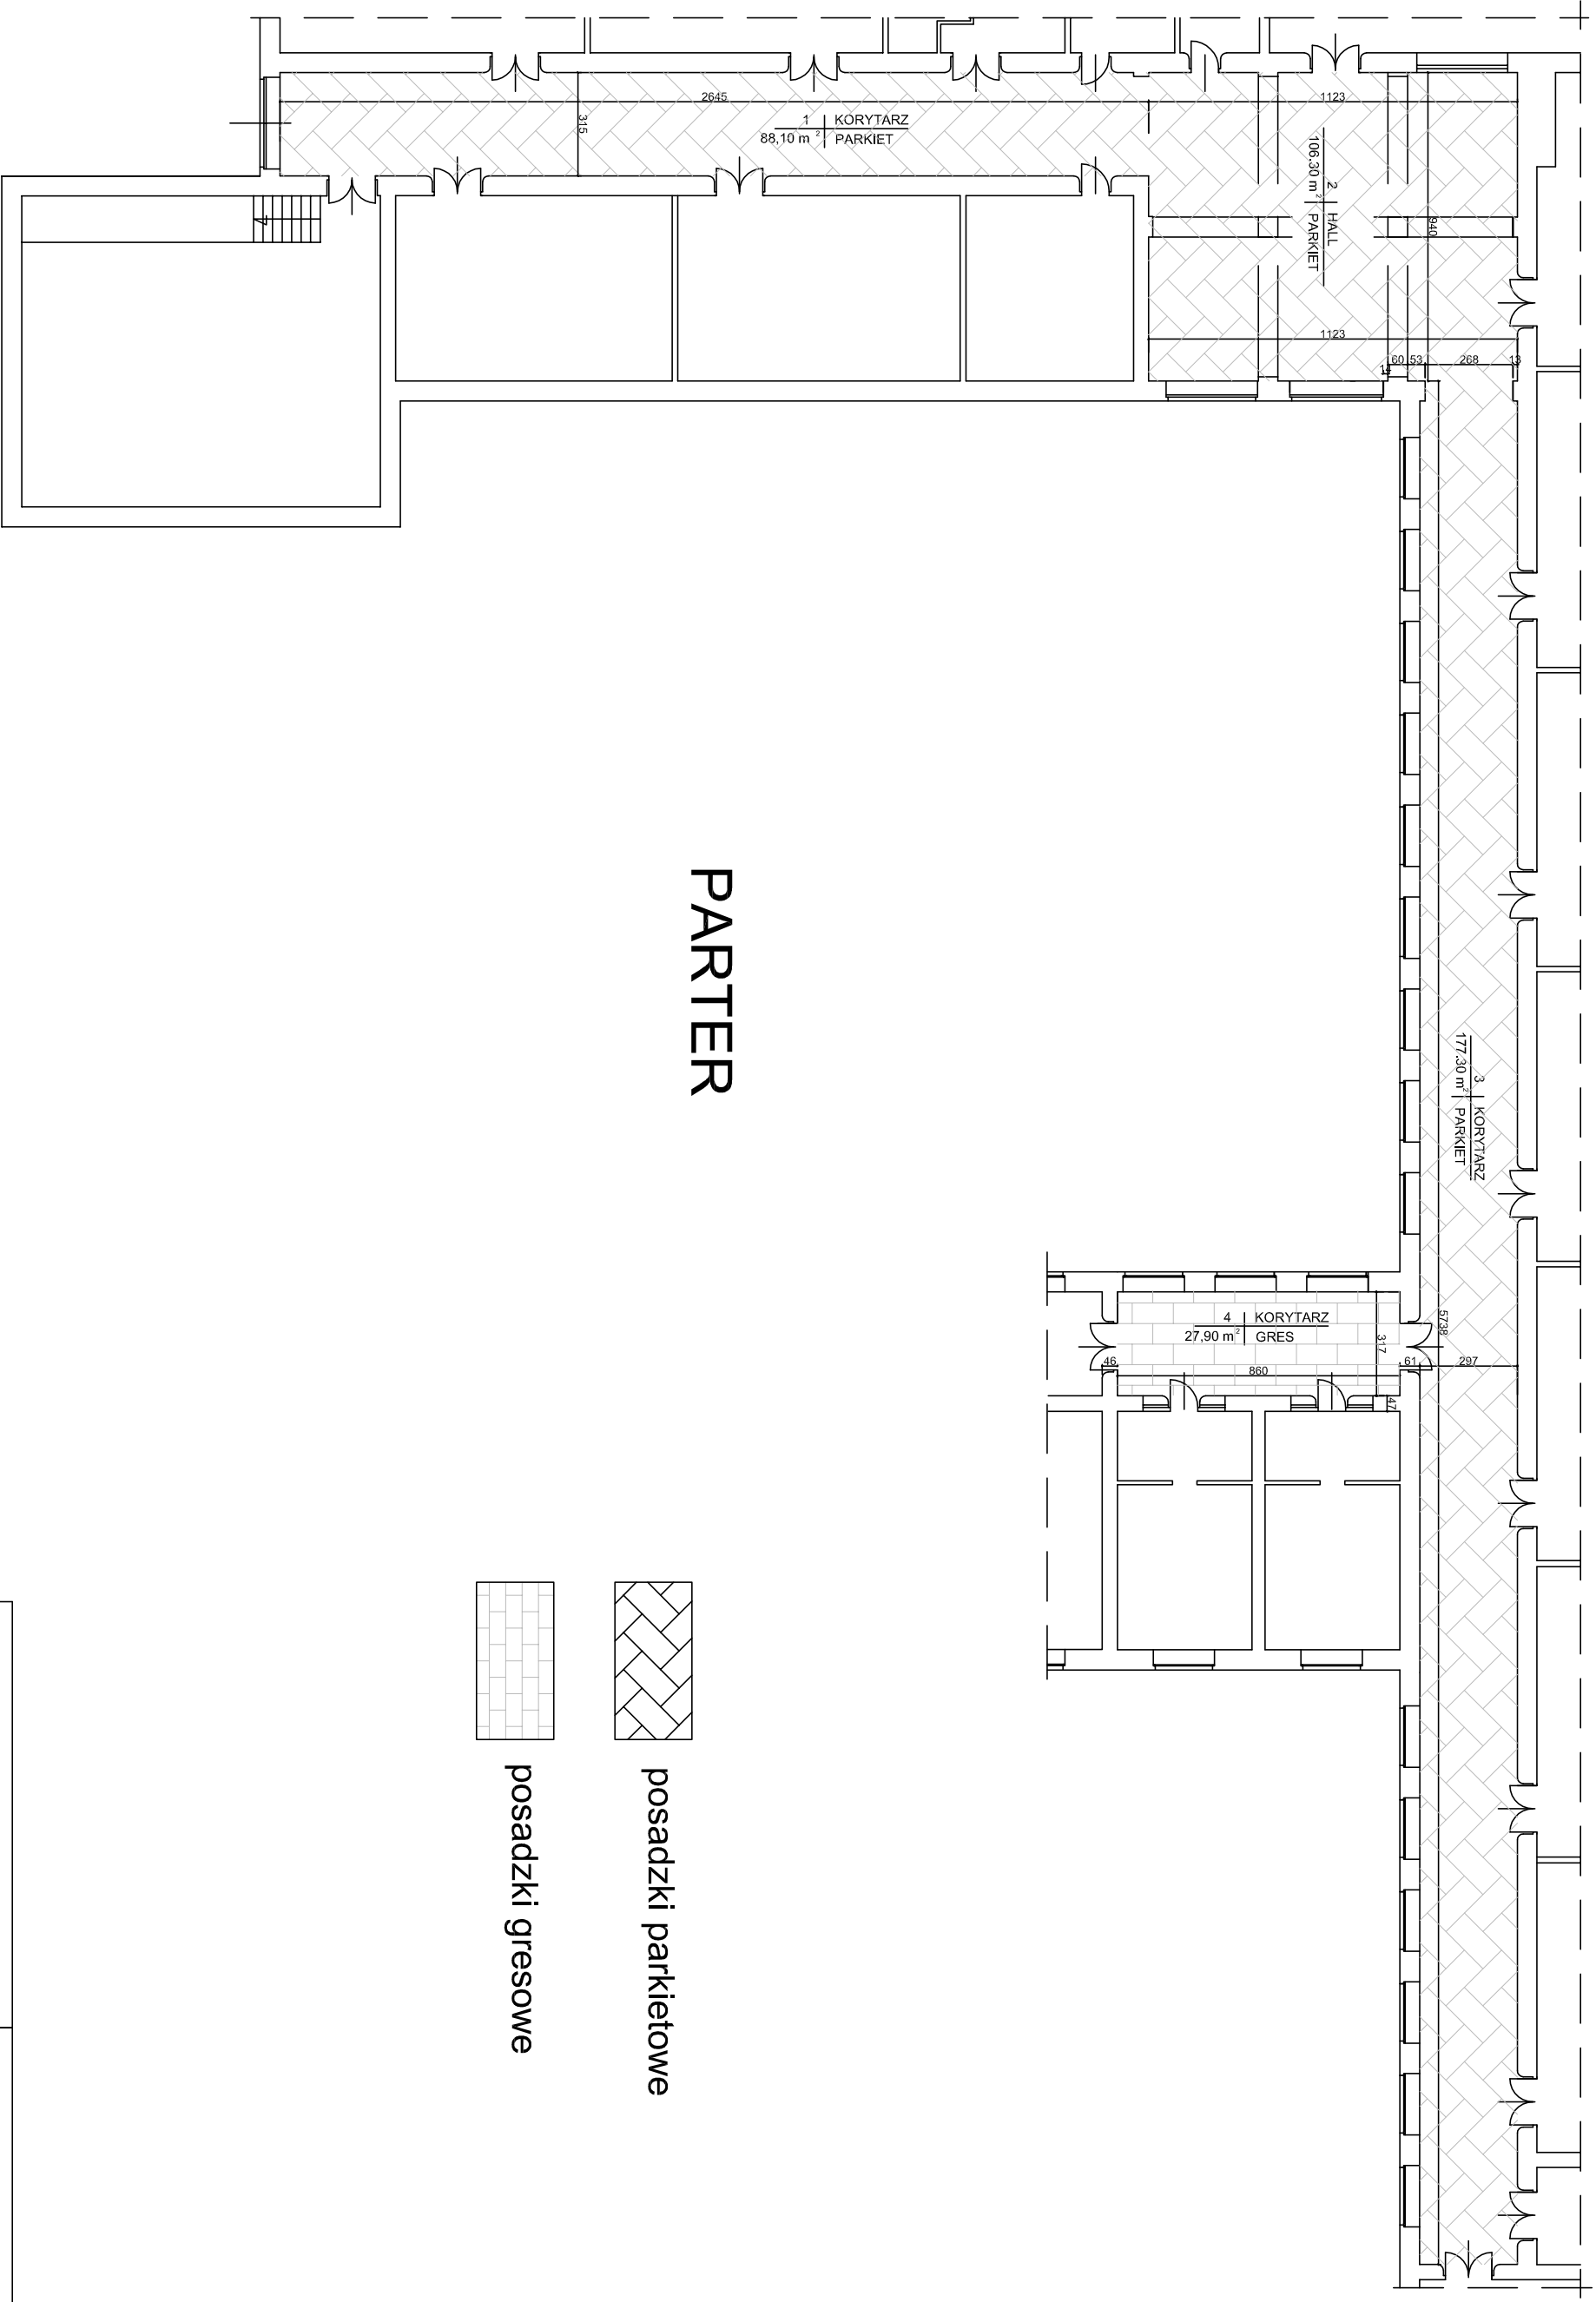 2645
1123
315
1 KORYTARZ
88,10 m² PARKIET
2 HALL
106.30 m² PARKIET
940
1123
60 53 268 13
14
7
PARTER
3 KORYTARZ
177.30 m² PARKIET
5738
4 KORYTARZ
27,90 m² GRES
317
46 61 297
860
47
posadzki parkietowe
posadzki gresowe